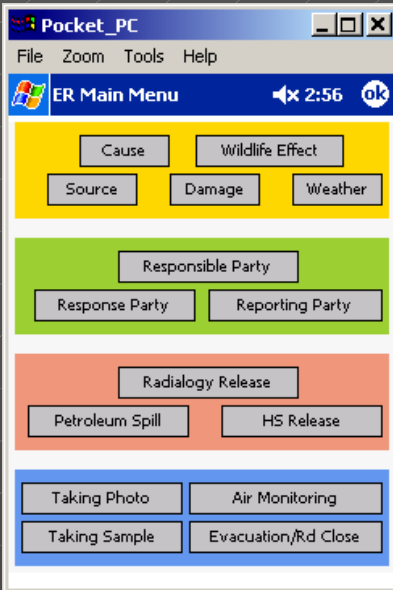 Pocket_PC
File Zoom Tools Help
ER Main Menu 2:56 ok
Cause Wildlife Effect
Source Damage Weather
Responsible Party
Response Party Reporting Party
Radialogy Release
Petroleum Spill HS Release
Taking Photo Air Monitoring
Taking Sample Evacuation/Rd Close